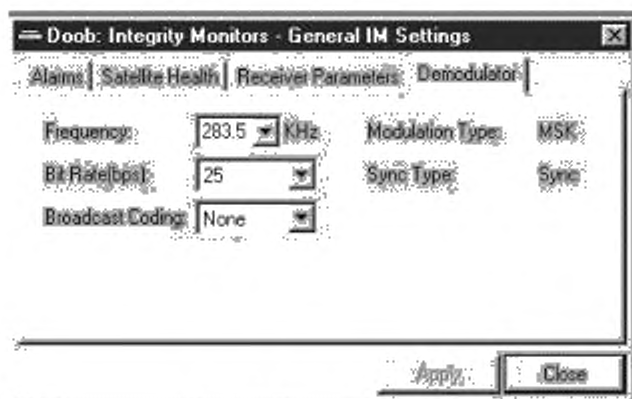 Doob: Integrity Monitors - General IM Settings
Alarms Satellite Health Receiver Parameters Demodulator
Frequency: 283.5 KHz Modulation Type: MSK
Bit Rate(bps): 25 Sync Type: Sync
Broadcast Coding: None
Apply Close